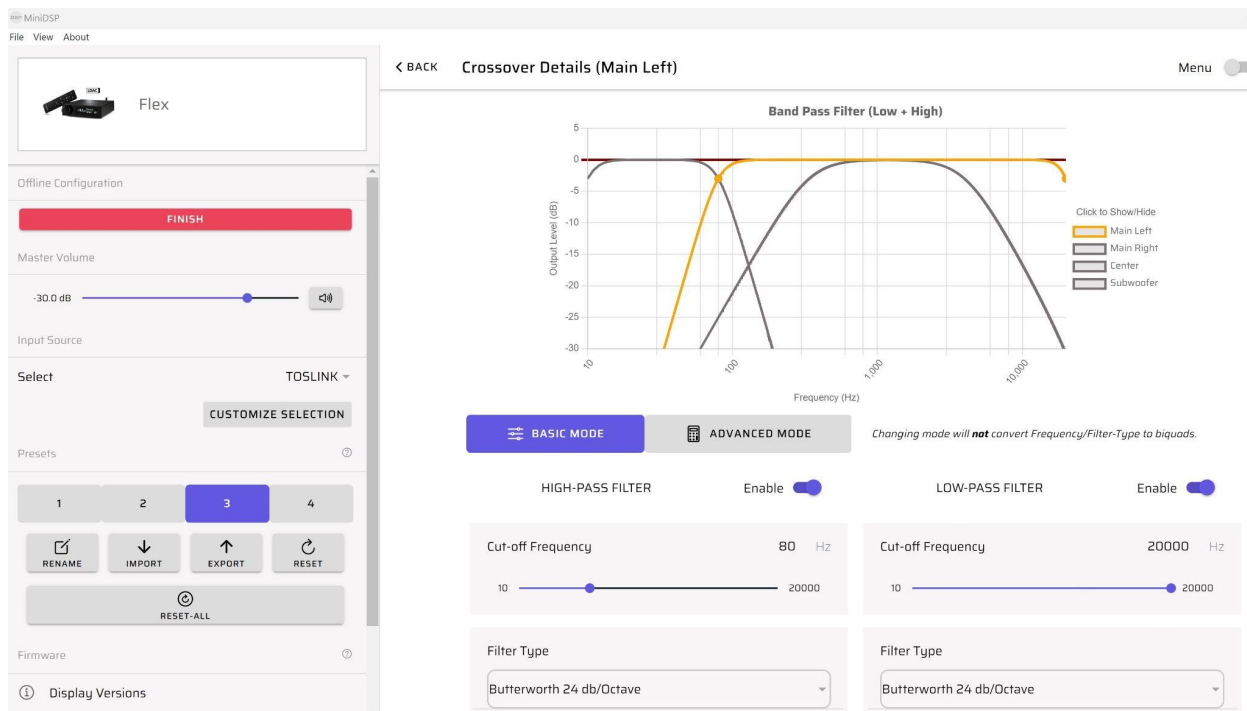 MiniDSP
File View About
Flex
Offline Configuration
FINISH
Master Volume
-30.0 dB
Input Source
Select TOSLINK
CUSTOMIZE SELECTION
Presets
1 2 3 4
RENAME IMPORT EXPORT RESET
RESET-ALL
Firmware
Display Versions
BACK Crossover Details (Main Left) Menu
Band Pass Filter (Low + High)
5
0
-5
-10
-15
-20
-25
-30
Output Level (dB)
10 100 1,000 10,000
Frequency (Hz)
Click to Show/Hide
Main Left
Main Right
Center
Subwoofer
BASIC MODE ADVANCED MODE Changing mode will not convert Frequency/Filter-Type to biquads.
HIGH-PASS FILTER Enable LOW-PASS FILTER Enable
Cut-off Frequency 80 Hz Cut-off Frequency 20000 Hz
10 20000 10 20000
Filter Type Filter Type
Butterworth 24 db/Octave Butterworth 24 db/Octave